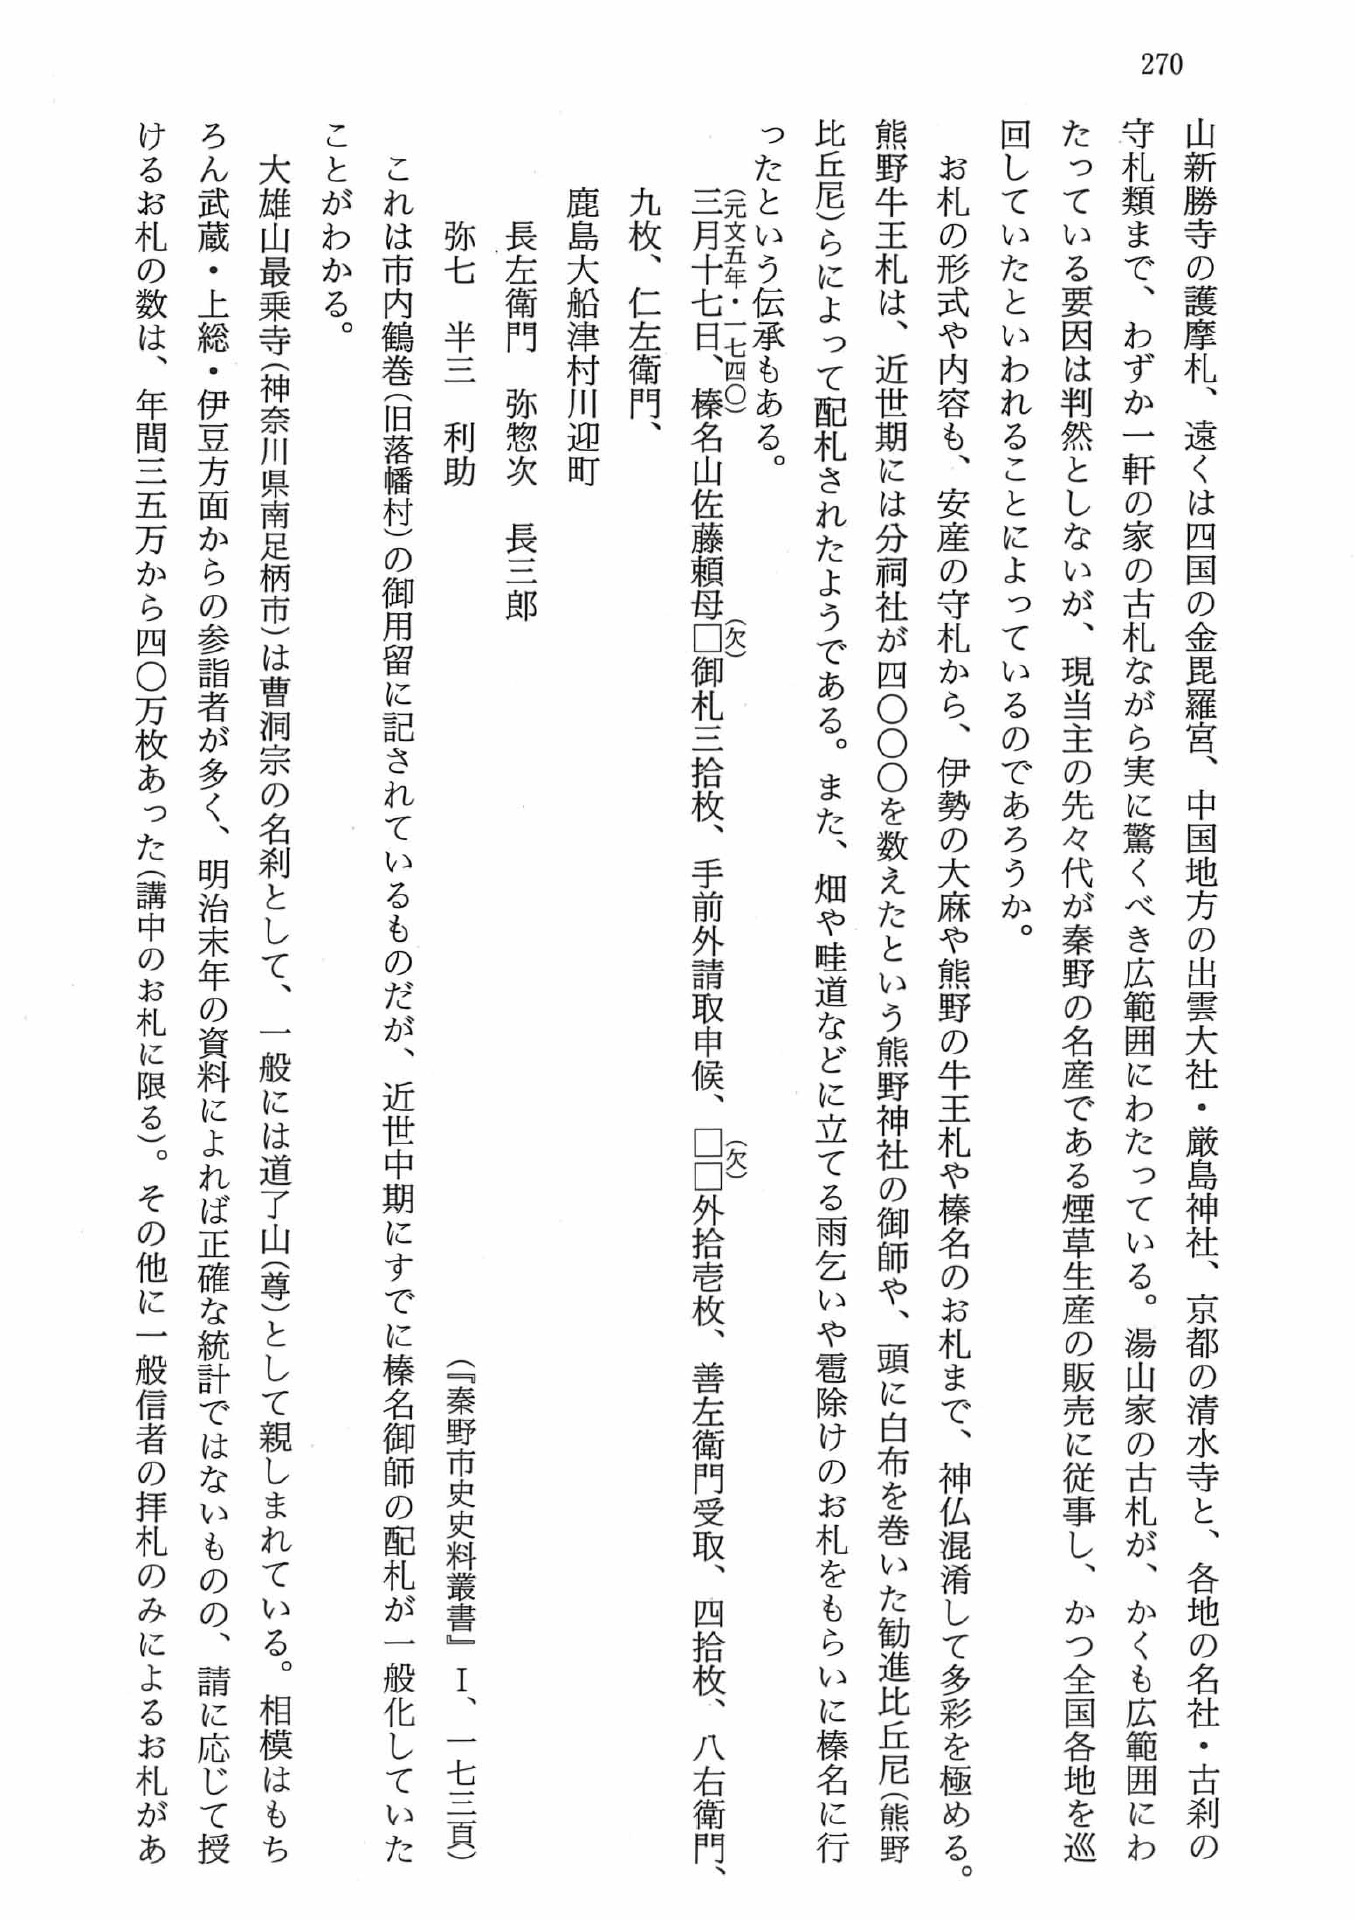 270
山新勝寺の護摩札、遠くは四国の金毘羅宮、中国地方の出雲大社・厳島神社、京都の清水寺と、各地の名社・古刹の
守札類まで、わずか一軒の家の古札ながら実に驚くべき広範囲にわたっている。湯山家の古札が、かくも広範囲にわ
たっている要因は判然としないが、現当主の先々代が秦野の名産である煙草生産の販売に従事し、かつ全国各地を巡
回していたといわれることによっているのであろうか。
お札の形式や内容も、安産の守札から、伊勢の大麻や熊野の牛王札や榛名のお札まで、神仏混淆して多彩を極める。
熊野牛王札は、近世期には分祠社が四〇〇〇を数えたという熊野神社の御師や、頭に白布を巻いた勧進比丘尼(熊野
比丘尼)らによって配札されたようである。また、畑や畦道などに立てる雨乞いや雹除けのお札をもらいに榛名に行
ったという伝承もある。
(元文五年・一七四〇)
三月十七日、榛名山佐藤頼母□(欠)御札三拾枚、手前外請取申候、□□(欠)外拾壱枚、善左衛門受取、四拾枚、八右衛門、
九枚、仁左衛門、
鹿島大船津村川迎町
長左衛門 弥惣次 長三郎
弥七 半三 利助
(『秦野市史史料叢書』Ⅰ、一七三頁)
これは市内鶴巻(旧落幡村)の御用留に記されているものだが、近世中期にすでに榛名御師の配札が一般化していた
ことがわかる。
大雄山最乗寺(神奈川県南足柄市)は曹洞宗の名刹として、一般には道了山(尊)として親しまれている。相模はもち
ろん武蔵・上総・伊豆方面からの参詣者が多く、明治末年の資料によれば正確な統計ではないものの、請に応じて授
けるお札の数は、年間三五万から四〇万枚あった(講中のお札に限る)。その他に一般信者の拝札のみによるお札があ